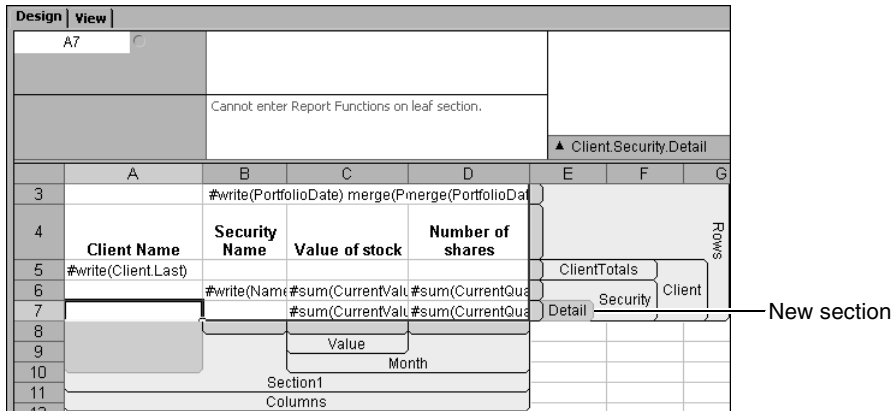 Design View
A7
Cannot enter Report Functions on leaf section.
▲ Client.Security.Detail
A B C D E F G
3 #write(PortfolioDate) merge(P merge(PortfolioDat
Rows
4 Client Name Security Name Value of stock Number of shares
5 #write(Client.Last) ClientTotals
6 #write(Name #sum(CurrentValu #sum(CurrentQua Security Client
7 #sum(CurrentValu #sum(CurrentQua Detail New section
8
9 Value
10 Month
11 Section1
Columns